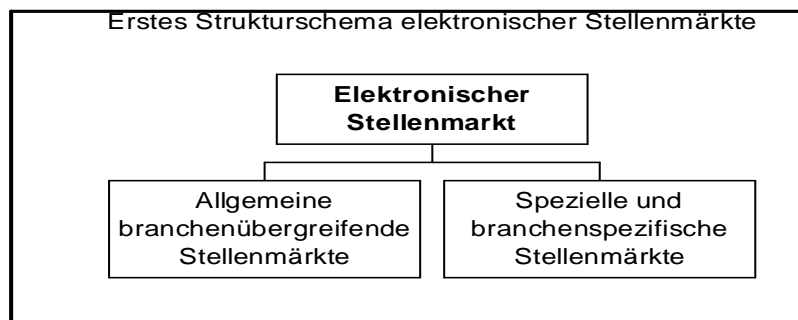 Erstes Strukturschema elektronischer Stellenmärkte
Elektronischer
Stellenmarkt
Allgemeine
branchenübergreifende
Stellenmärkte
Spezielle und
branchenspezifische
Stellenmärkte